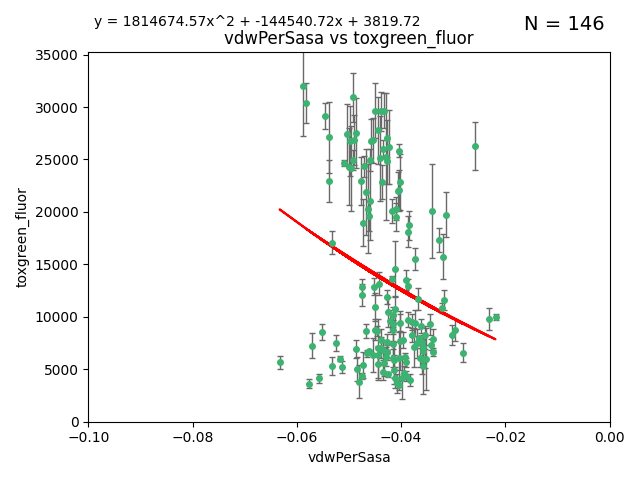 y = 1814674.57x^2 + -144540.72x + 3819.72
N = 146
vdwPerSasa vs toxgreen_fluor
35000
30000
25000
20000
15000
10000
5000
0
toxgreen_fluor
−0.10 −0.08 −0.06 −0.04 −0.02 0.00
vdwPerSasa